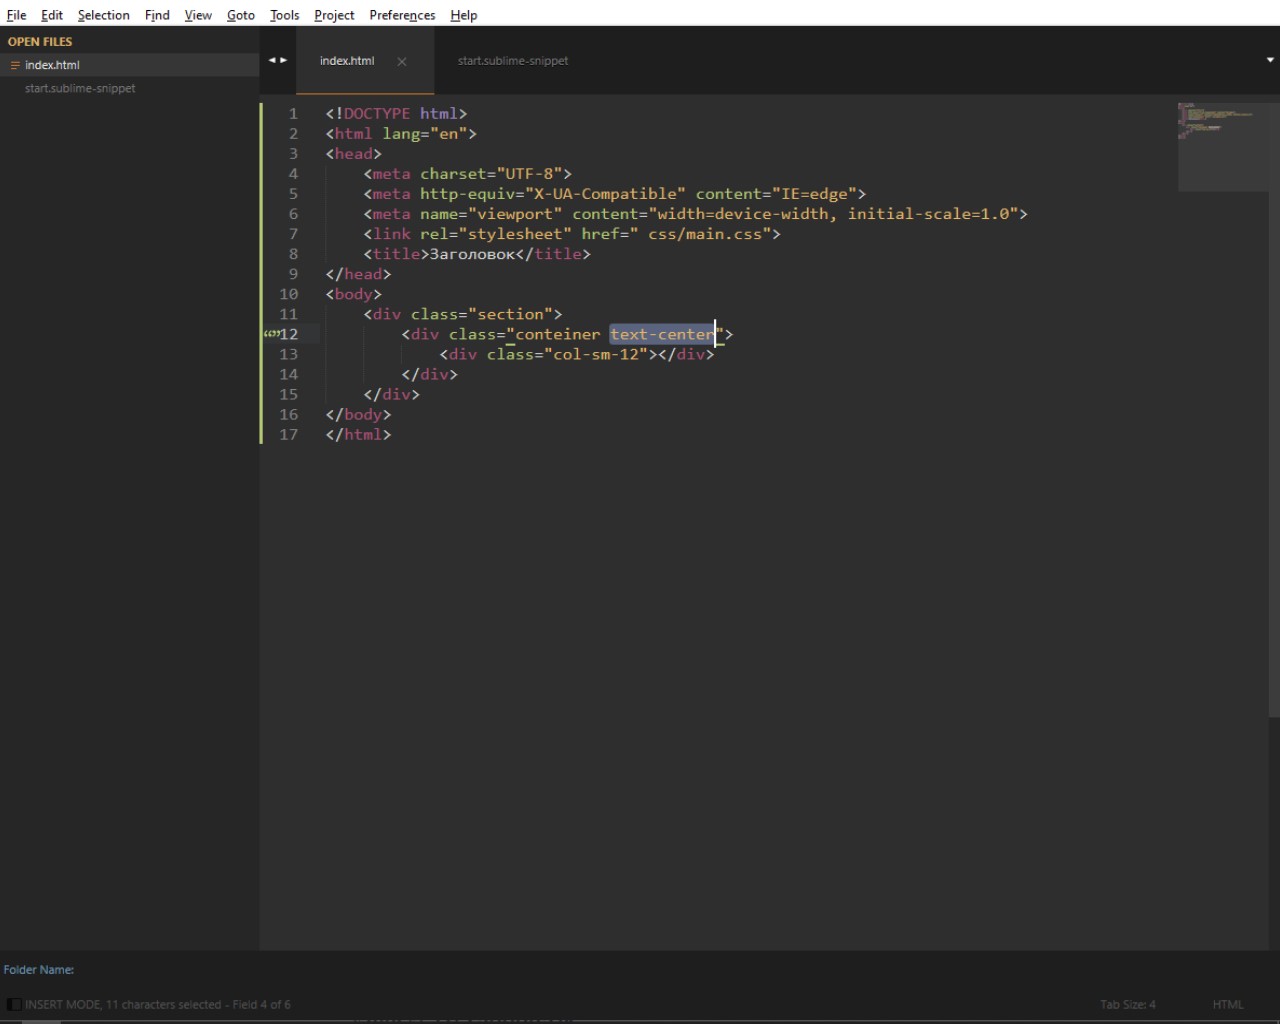 File Edit Selection Find View Goto Tools Project Preferences Help
OPEN FILES
index.html
start.sublime-snippet
index.html
start.sublime-snippet
1 <!DOCTYPE html>
2 <html lang="en">
3 <head>
4 <meta charset="UTF-8">
5 <meta http-equiv="X-UA-Compatible" content="IE=edge">
6 <meta name="viewport" content="width=device-width, initial-scale=1.0">
7 <link rel="stylesheet" href=" css/main.css">
8 <title>Заголовок</title>
9 </head>
10 <body>
11 <div class="section">
12 <div class="conteiner text-center">
13 <div class="col-sm-12"></div>
14 </div>
15 </div>
16 </body>
17 </html>
Folder Name:
INSERT MODE, 11 characters selected - Field 4 of 6 Tab Size: 4 HTML